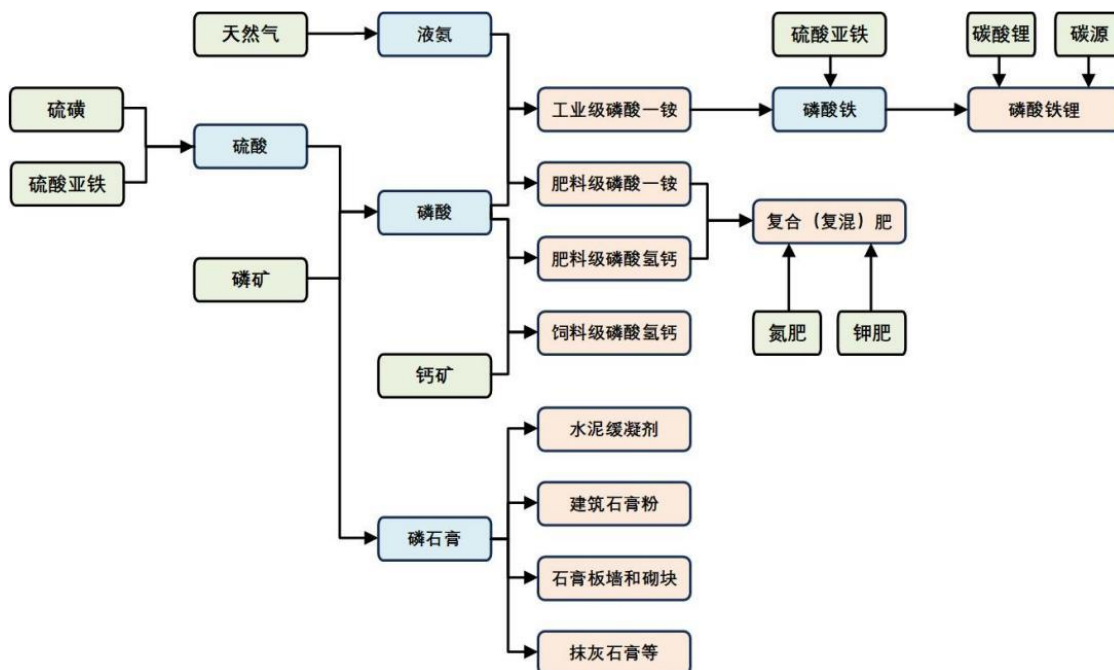 天然气
液氨
硫酸亚铁
碳酸锂
碳源
硫磺
工业级磷酸一铵
磷酸铁
磷酸铁锂
硫酸
硫酸亚铁
肥料级磷酸一铵
磷酸
复合（复混）肥
肥料级磷酸氢钙
磷矿
饲料级磷酸氢钙
氮肥
钾肥
钙矿
水泥缓凝剂
建筑石膏粉
磷石膏
石膏板墙和砌块
抹灰石膏等